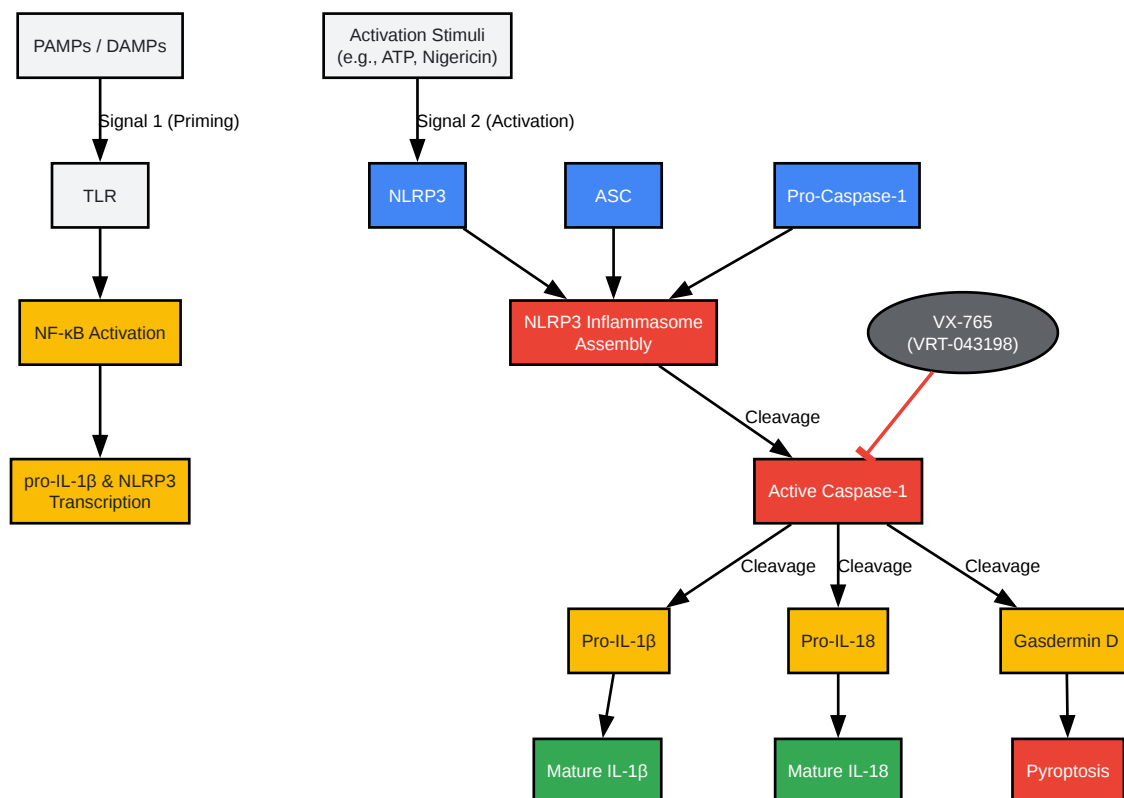 PAMPs / DAMPs
Activation Stimuli
(e.g., ATP, Nigericin)
Signal 1 (Priming)
Signal 2 (Activation)
TLR
NLRP3
ASC
Pro-Caspase-1
NF-κB Activation
NLRP3 Inflammasome
Assembly
VX-765
(VRT-043198)
Cleavage
pro-IL-1β & NLRP3
Transcription
Active Caspase-1
Cleavage
Cleavage
Cleavage
Pro-IL-1β
Pro-IL-18
Gasdermin D
Mature IL-1β
Mature IL-18
Pyroptosis